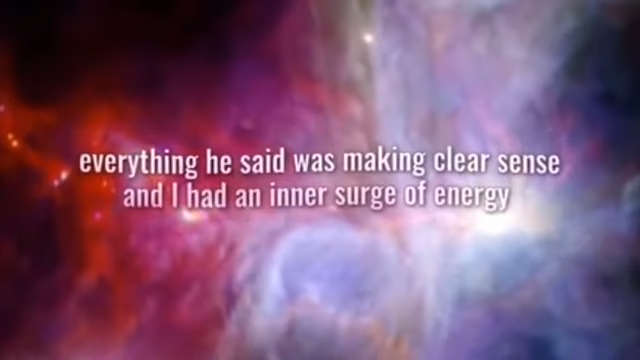 everything he said was making clear sense
and I had an inner surge of energy